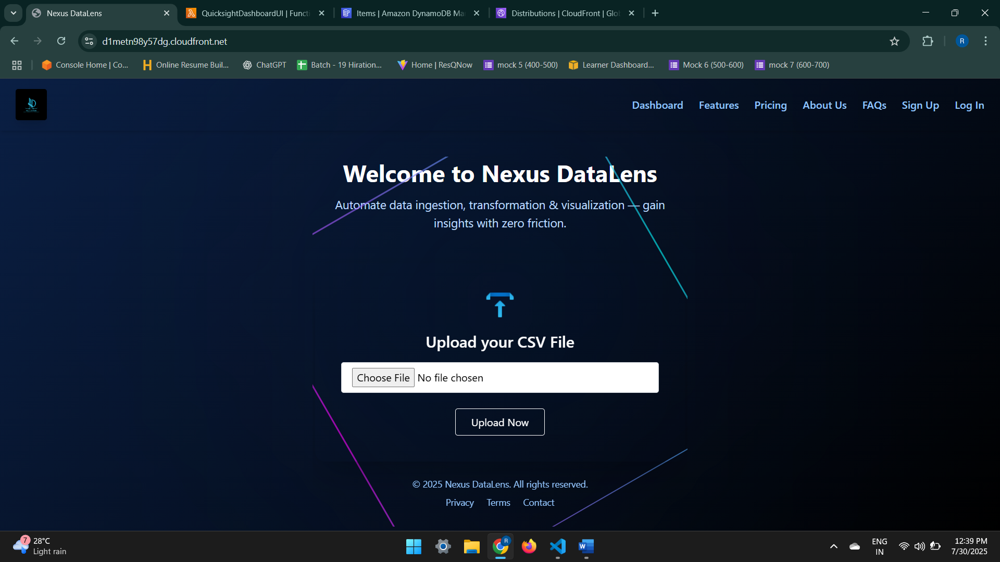 Nexus DataLens
QuicksightDashboardUI | Functi
Items | Amazon DynamoDB Ma
Distributions | CloudFront | Glob
d1metn98y57dg.cloudfront.net
R
Console Home | Co...
Online Resume Buil...
ChatGPT
Batch - 19 Hiration...
Home | ResQNow
mock 5 (400-500)
Learner Dashboard...
Mock 6 (500-600)
mock 7 (600-700)
Dashboard
Features
Pricing
About Us
FAQs
Sign Up
Log In
Welcome to Nexus DataLens
Automate data ingestion, transformation & visualization — gain
insights with zero friction.
Upload your CSV File
Choose File No file chosen
Upload Now
© 2025 Nexus DataLens. All rights reserved.
Privacy Terms Contact
7
28°C
Light rain
R
W
ENG
IN
12:39 PM
7/30/2025